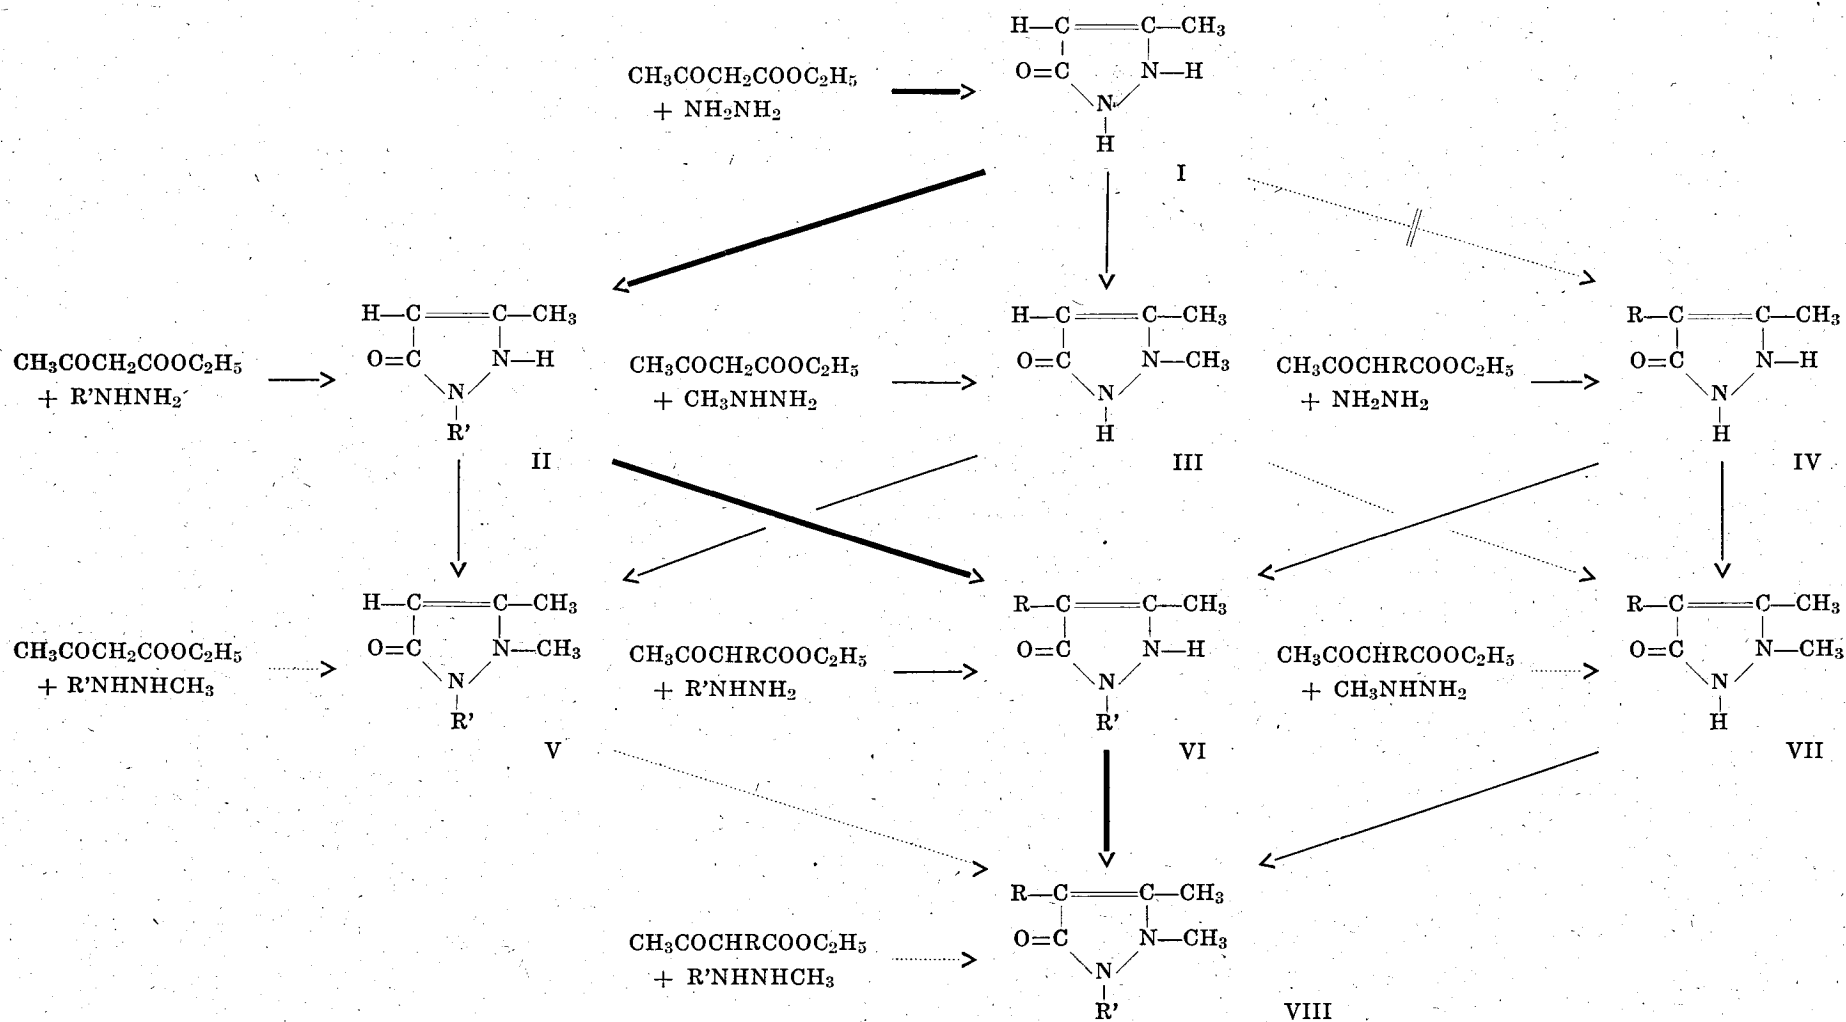 H—C═══C—CH₃
CH₃COCH₂COOC₂H₅
+ NH₂NH₂
O=C
N—H
N
H
I
H—C═══C—CH₃
CH₃COCH₂COOC₂H₅
+ R'NHNH₂
O=C
N—H
N
R'
II
H—C═══C—CH₃
CH₃COCH₂COOC₂H₅
+ CH₃NHNH₂
O=C
N—CH₃
N
H
III
R—C═══C—CH₃
CH₃COCHRCOOC₂H₅
+ NH₂NH₂
O=C
N—H
N
H
IV
H—C═══C—CH₃
CH₃COCH₂COOC₂H₅
+ R'NHNHCH₃
O=C
N—CH₃
N
R'
V
R—C═══C—CH₃
CH₃COCHRCOOC₂H₅
+ R'NHNH₂
O=C
N—H
N
R'
VI
R—C═══C—CH₃
CH₃COCHRCOOC₂H₅
+ CH₃NHNH₂
O=C
N—CH₃
N
H
VII
R—C═══C—CH₃
CH₃COCHRCOOC₂H₅
+ R'NHNHCH₃
O=C
N—CH₃
N
R'
VIII